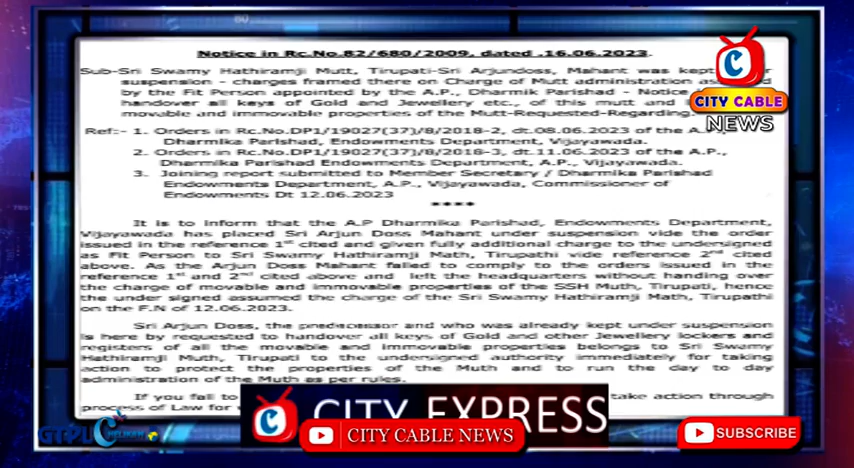 Notice in Rc.No.82/680/2009, dated .16.06.2023.
Sub-Sri Swamy Hathiramji Mutt, Tirupati-Sri Arjundoss, Mahant was kept
suspension - charges framed there on Charge of Mutt administration
by the Fit Person appointed by the A.P., Dharmik Parishad - Notice
handover all keys of Gold and Jewellery etc., of this mutt and
movable and immovable properties of the Mutt-Requested-Regarding.
Ref:- 1. Orders in Rc.No.DP1/19027(37)/8/2018-2, dt.08.06.2023 of the A.
Dharmika Parishad, Endowments Department, Vijayawada.
2. Orders in Rc.No.DP1/19027(37)/8/2018-3, dt.11.06.2023 of the A.P.,
Dharmika Parishad Endowments Department, A.P., Vijayawada.
3. Joining report submitted to Member Secretary / Dharmika Parishad
Endowments Department, A.P., Vijayawada, Commissioner of
Endowments Dt 12.06.2023
****
It is to inform that the A.P Dharmika Parishad, Endowments Department,
Vijayawada has placed Sri Arjun Doss Mahant under suspension vide the order
issued in the reference 1st cited and given fully additional charge to the undersigned
as Fit Person to Sri Swamy Hathiramji Math, Tirupathi vide reference 2nd cited
above. As the Arjun Doss Mahant failed to comply to the orders issued in the
reference 1st and 2nd cited above and left the headquarters without handing over
the charge of movable and immovable properties of the SSH Muth, Tirupati, hence
the under signed assumed the charge of the Sri Swamy Hathiramji Math, Tirupathi
on the F.N of 12.06.2023.
Sri Arjun Doss, the predecessor and who was already kept under suspension
is here by requested to handover all keys of Gold and other Jewellery lockers and
registers of all the movable and immovable properties belongs to Sri Swamy
Hathiramji Muth, Tirupati to the undersigned authority immediately for taking
action to protect the properties of the Muth and to run the day to day
administration of the Muth as per rules.
If you fail to
take action through
process of Law for
CITY CABLE
NEWS
CITY EXPRESS
CITY CABLE NEWS
SUBSCRIBE
GTPL